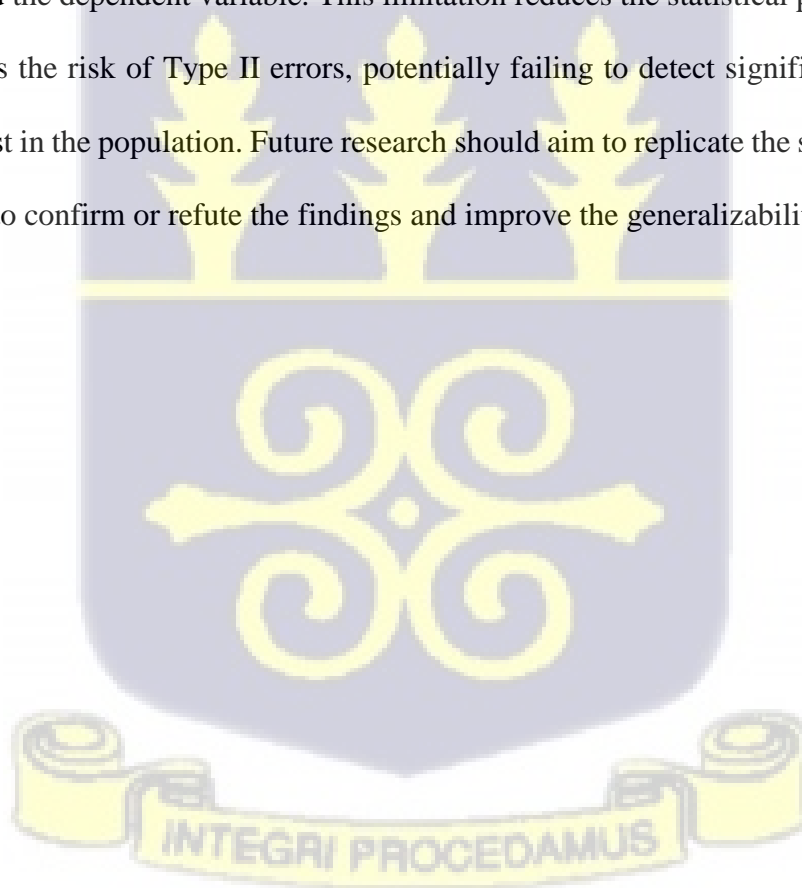 the dependent variable. This limitation reduces the statistical
s the risk of Type II errors, potentially failing to detect
st in the population. Future research should aim to replicate the
o confirm or refute the findings and improve the
INTEGRI PROCEDAMUS